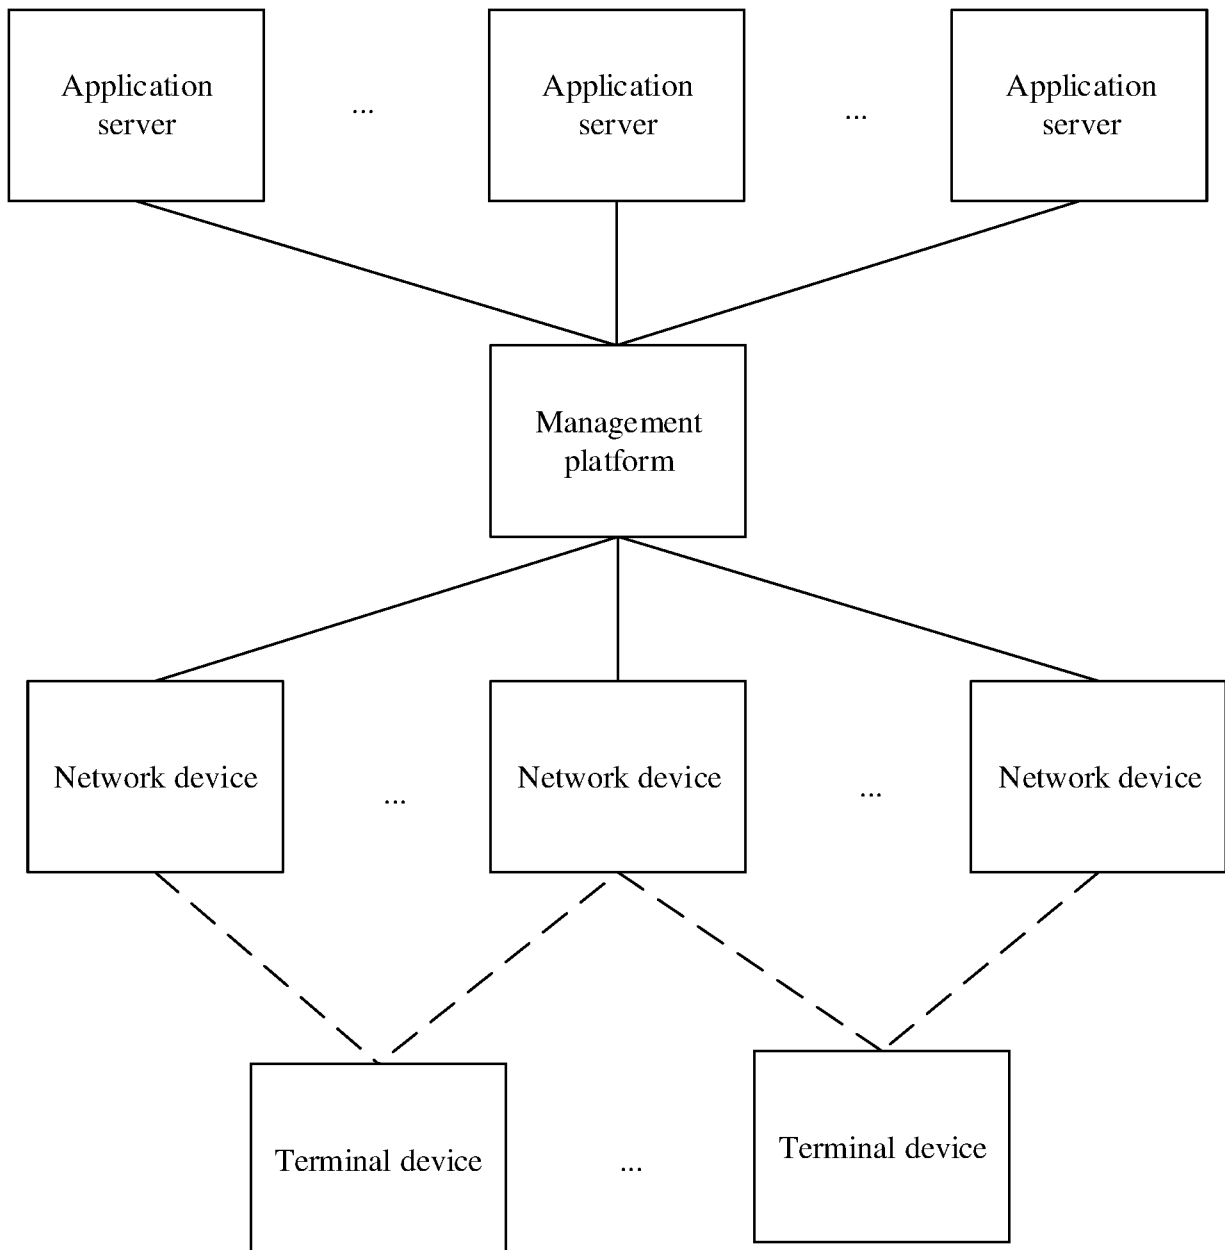 Application
server
...
Application
server
...
Application
server
Management
platform
Network device
...
Network device
...
Network device
Terminal device
...
Terminal device